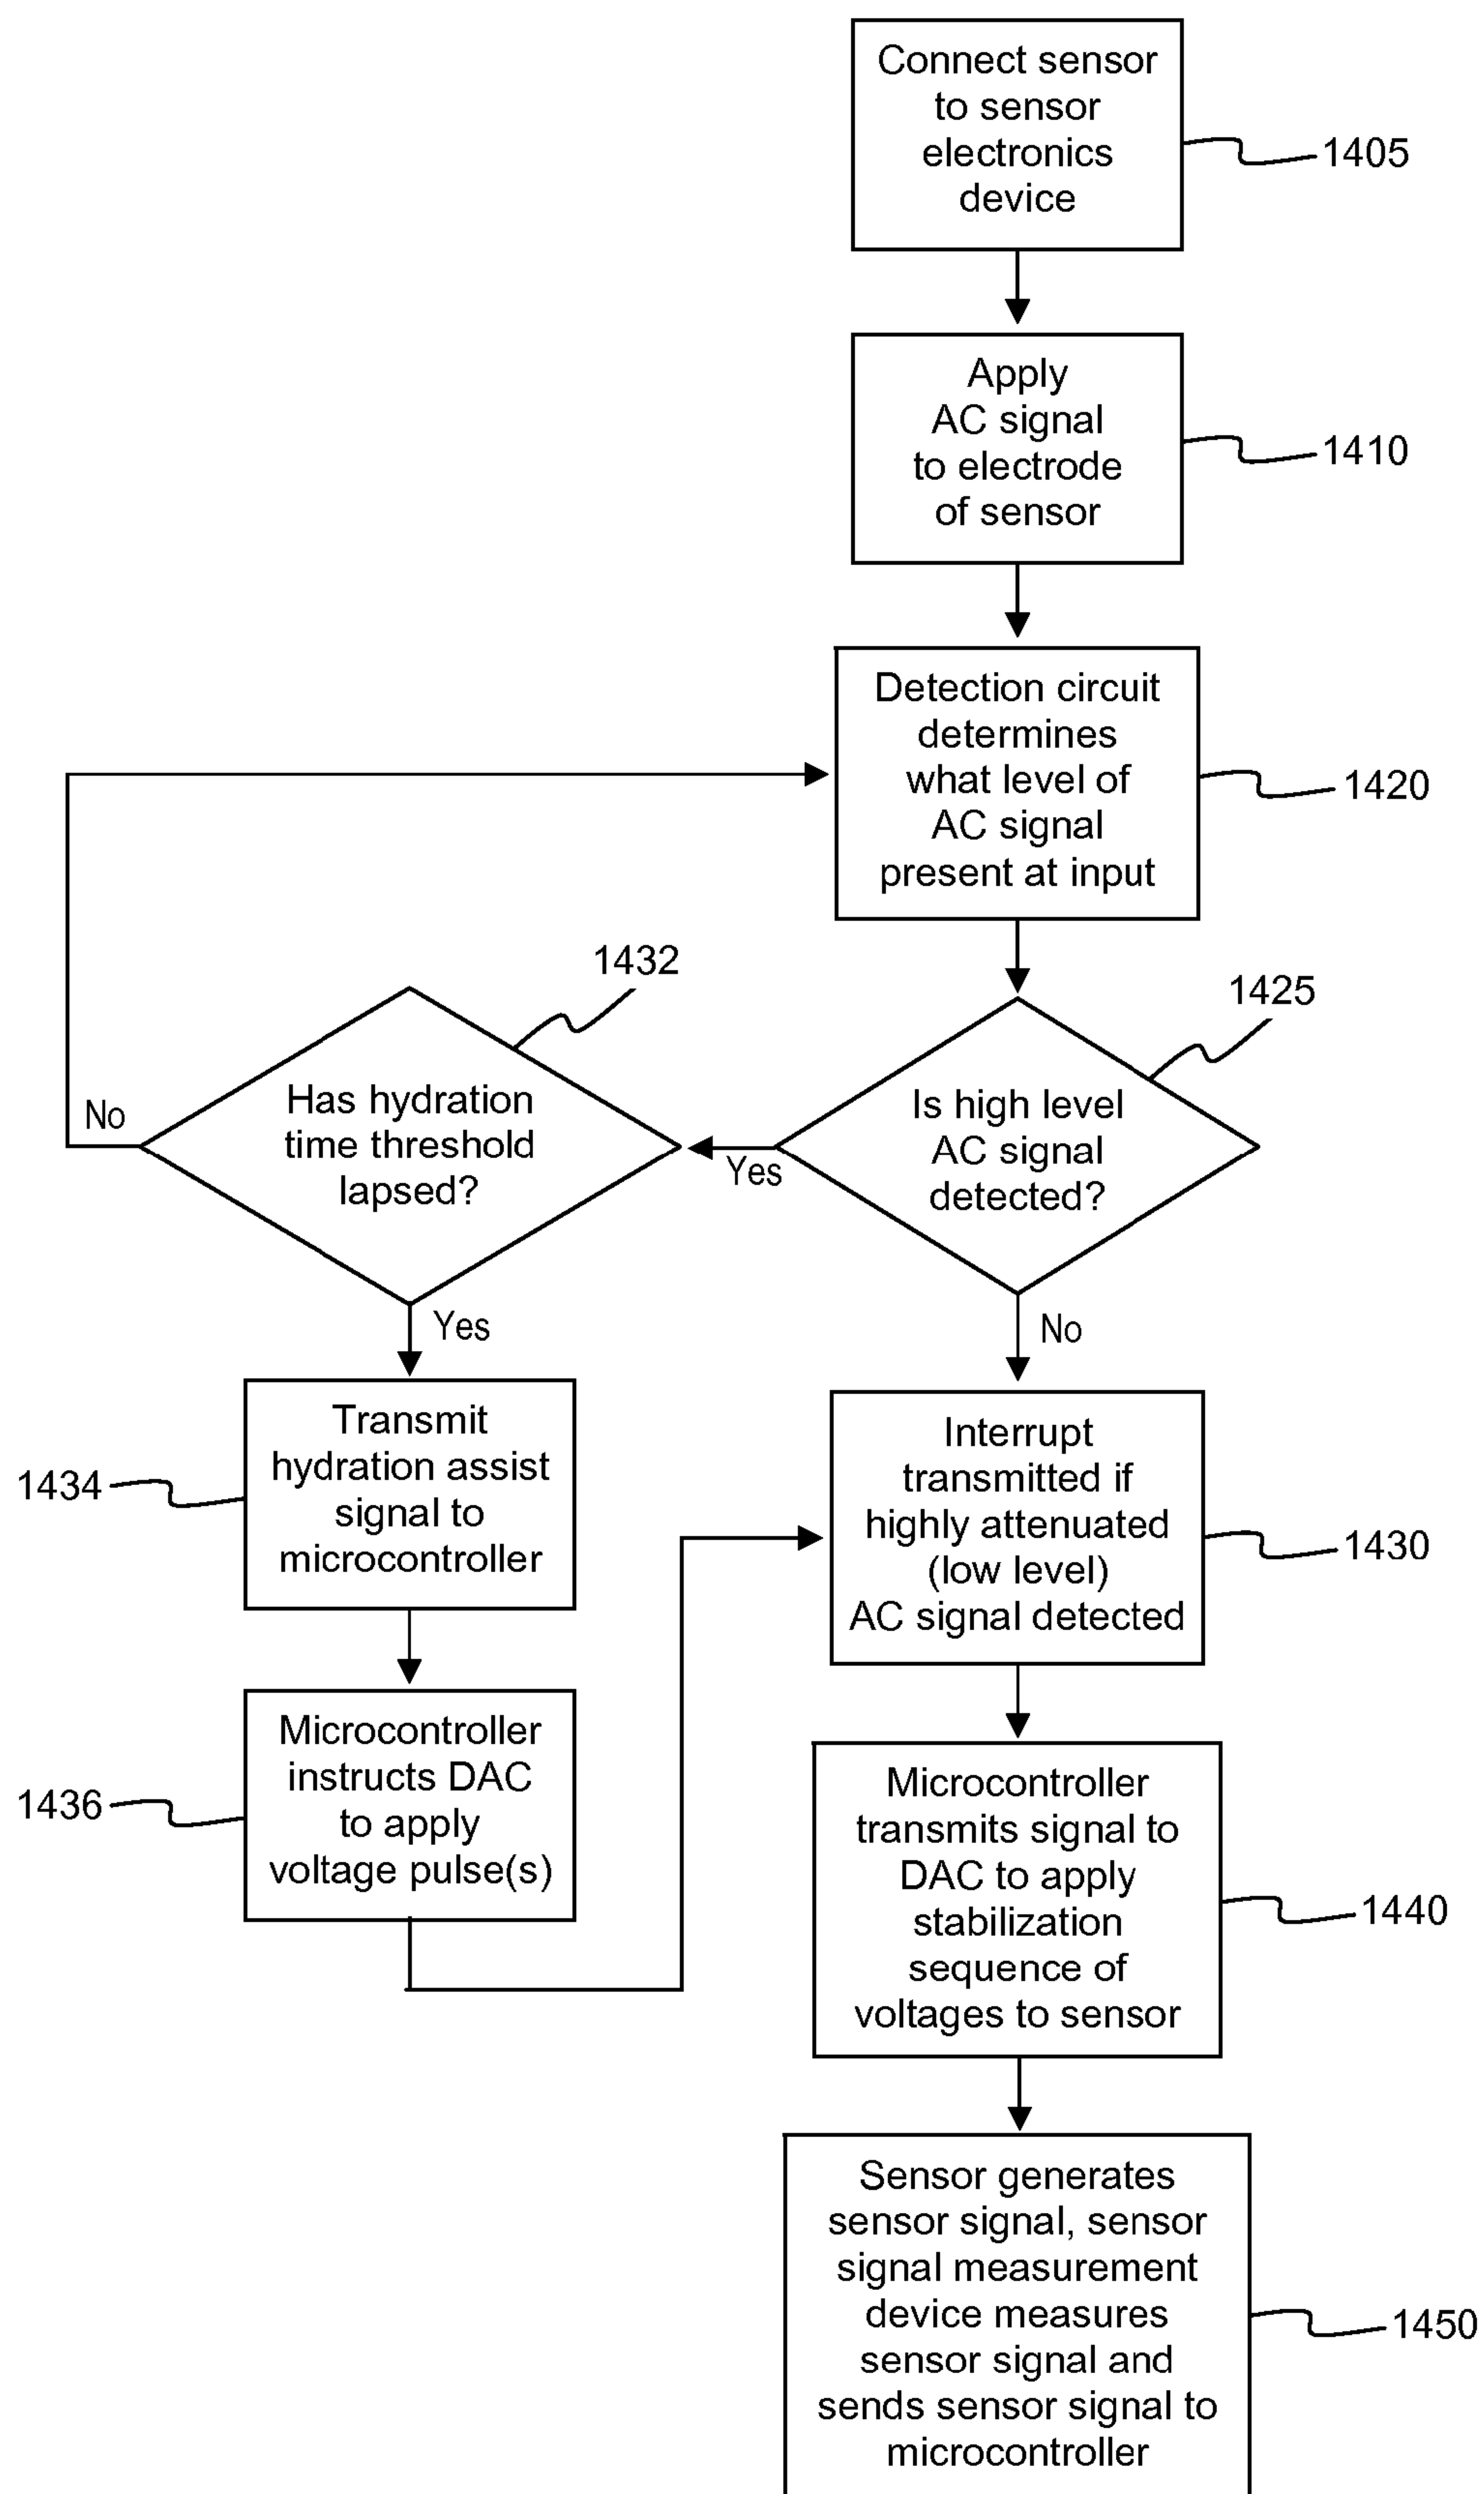 Connect sensor
to sensor
electronics
device
1405
Apply
AC signal
to electrode
of sensor
1410
Detection circuit
determines
what level of
AC signal
present at input
1420
1432
1425
Has hydration
time threshold
lapsed?
No
Yes
Is high level
AC signal
detected?
Yes
No
Transmit
hydration assist
signal to
microcontroller
1434
Interrupt
transmitted if
highly attenuated
(low level)
AC signal detected
1430
Microcontroller
instructs DAC
to apply
voltage pulse(s)
1436
Microcontroller
transmits signal to
DAC to apply
stabilization
sequence of
voltages to sensor
1440
Sensor generates
sensor signal, sensor
signal measurement
device measures
sensor signal and
sends sensor signal to
microcontroller
1450